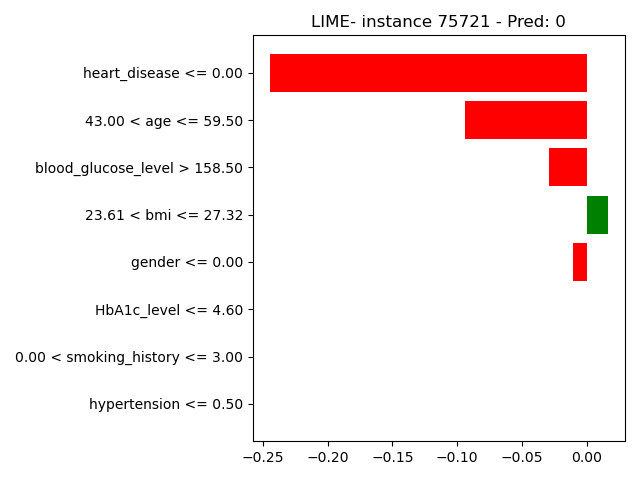 LIME- instance 75721 - Pred: 0
heart_disease <= 0.00
43.00 < age <= 59.50
blood_glucose_level > 158.50
23.61 < bmi <= 27.32
gender <= 0.00
HbA1c_level <= 4.60
0.00 < smoking_history <= 3.00
hypertension <= 0.50
−0.25 −0.20 −0.15 −0.10 −0.05 0.00